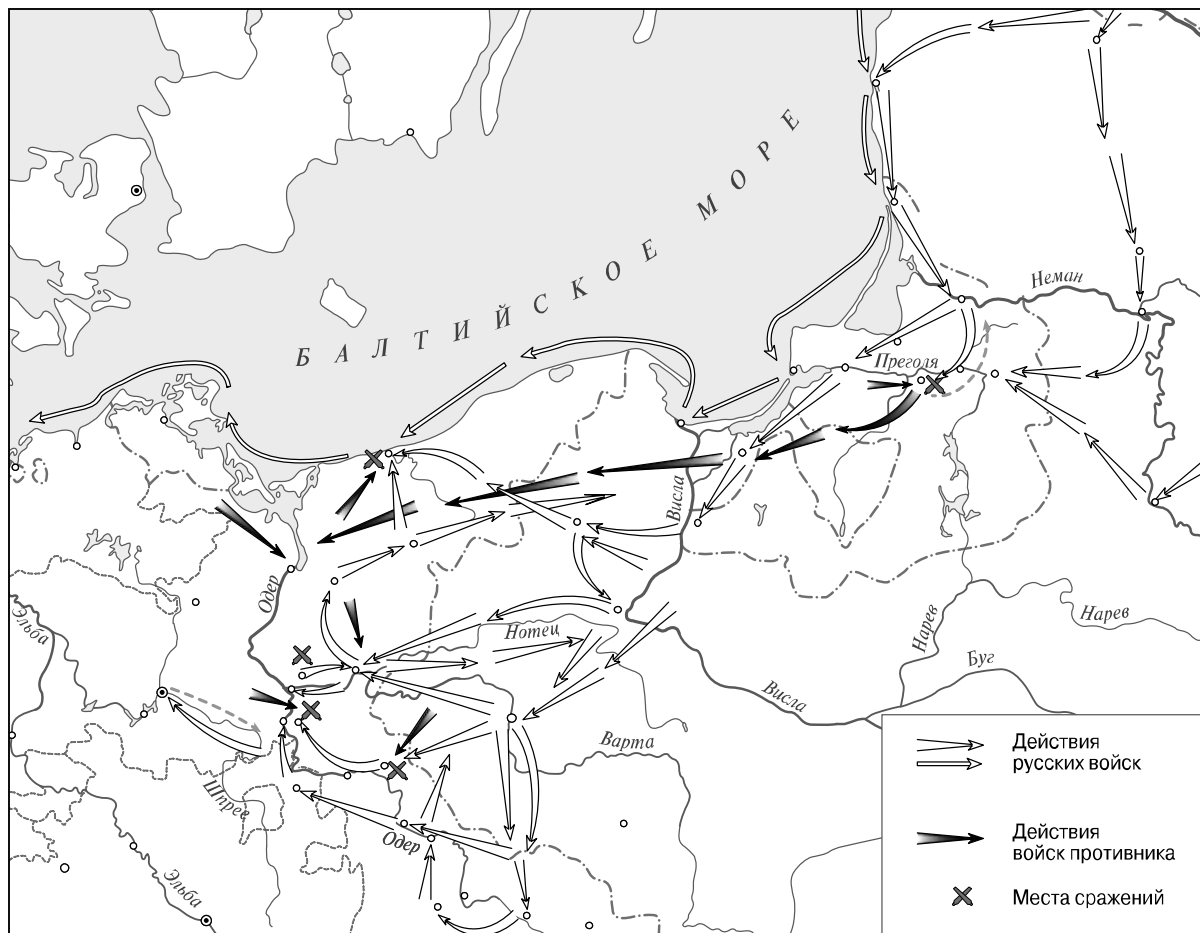 БАЛТИЙСКОЕ МОРЕ
Неман
Преголя
Висла
Одер
Эльба
Нотец
Нарев
Нарев
Буг
Висла
Варта
Шпрее
Одер
Эльба
Действия
русских войск
Действия
войск противника
Места сражений